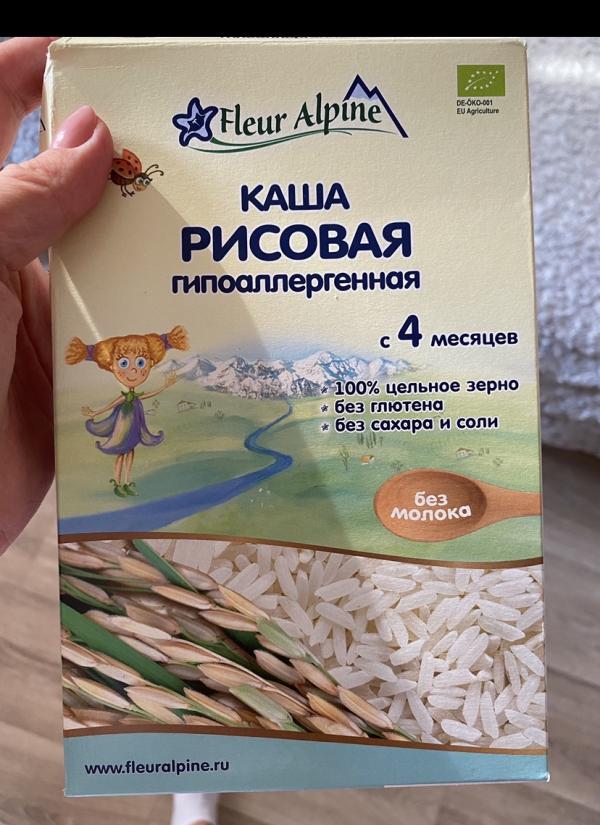 Fleur Alpine
DE-ÖKO-001
EU Agriculture
КАША
РИСОВАЯ
гипоаллергенная
с 4 месяцев
100% цельное зерно
без глютена
без сахара и соли
без
молока
www.fleuralpine.ru